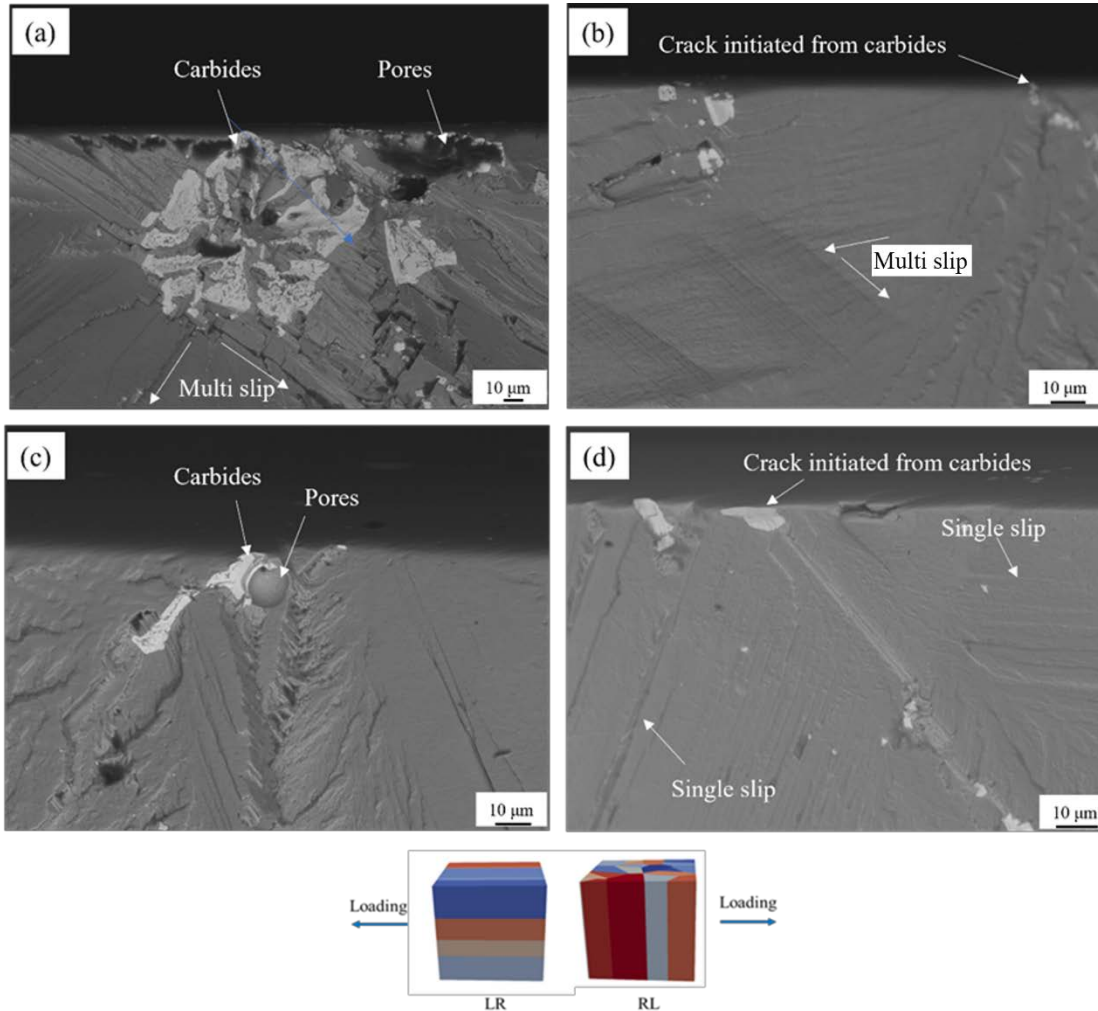 (a)
Carbides
Pores
Multi slip
10 μm
(b)
Crack initiated from carbides
Multi slip
10 μm
(c)
Carbides
Pores
10 μm
(d)
Crack initiated from carbides
Single slip
Single slip
10 μm
Loading
Loading
LR
RL